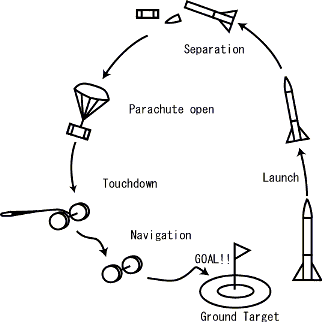 Separation
Parachute open
Touchdown
Launch
Navigation
GOAL!!
Ground Target